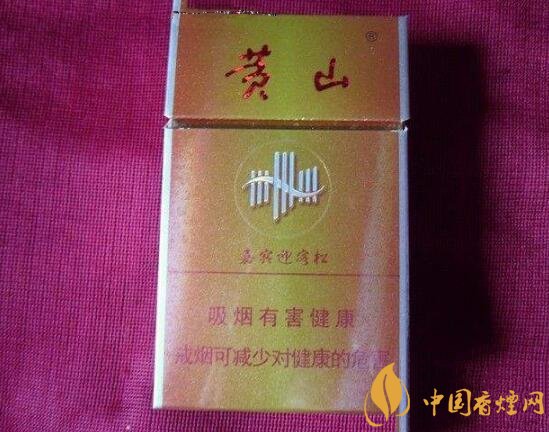 黄山®
嘉宾迎客松
吸烟有害健康
戒烟可减少对健康的危害
中国香煙网